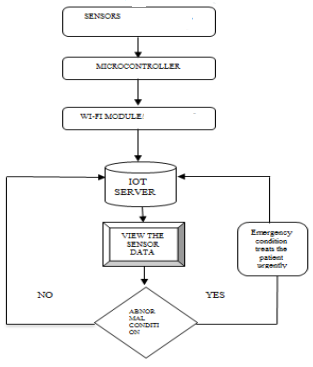 SENSORS
MICROCONTROLLER
WI-FI MODULE
IOT
SERVER
VIEW THE
SENSOR
DATA
Emergency
condition
treats the
patient
urgently
NO
YES
ABNOR
MAL
CONDITI
ON